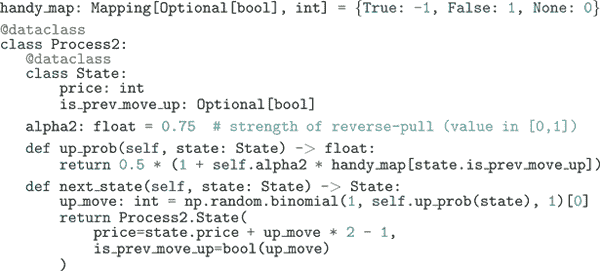 handy_map: Mapping[Optional[bool], int] = {True: -1, False: 1, None: 0}
@dataclass
class Process2:
    @dataclass
    class State:
        price: int
        is_prev_move_up: Optional[bool]
    alpha2: float = 0.75  # strength of reverse-pull (value in [0,1])
    def up_prob(self, state: State) -> float:
        return 0.5 * (1 + self.alpha2 * handy_map[state.is_prev_move_up])
    def next_state(self, state: State) -> State:
        up_move: int = np.random.binomial(1, self.up_prob(state), 1)[0]
        return Process2.State(
            price=state.price + up_move * 2 - 1,
            is_prev_move_up=bool(up_move)
        )